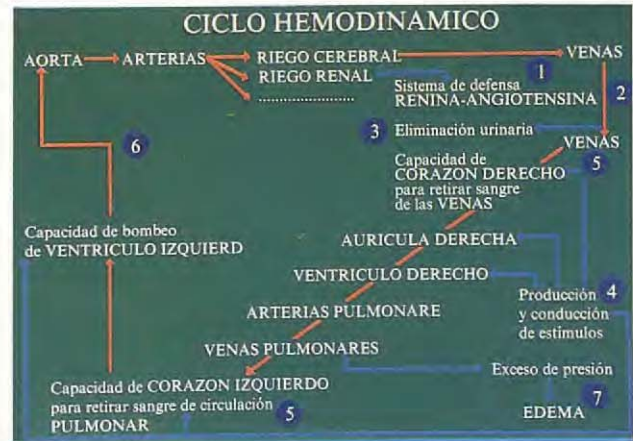 CICLO HEMODINAMICO
AORTA
ARTERIAS
RIEGO CEREBRAL
VENAS
RIEGO RENAL
1
Sistema de defensa
RENINA-ANGIOTENSINA
2
.....................
3
Eliminación urinaria
VENAS
6
Capacidad de
CORAZON DERECHO
para retirar sangre
de las VENAS
5
Capacidad de bombeo
de VENTRICULO IZQUIERD
AURICULA DERECHA
VENTRICULO DERECHO
Producción
y conducción
de estímulos
4
ARTERIAS PULMONARE
VENAS PULMONARES
Exceso de presión
Capacidad de CORAZON IZQUIERDO
para retirar sangre de circulación
PULMONAR
5
7
EDEMA